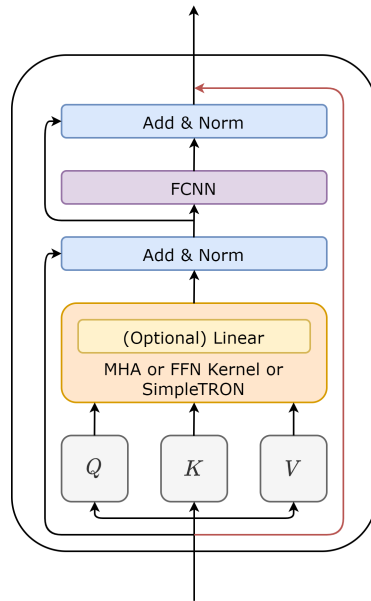 Add & Norm
FCNN
Add & Norm
(Optional) Linear
MHA or FFN Kernel or
SimpleTRON
Q K V